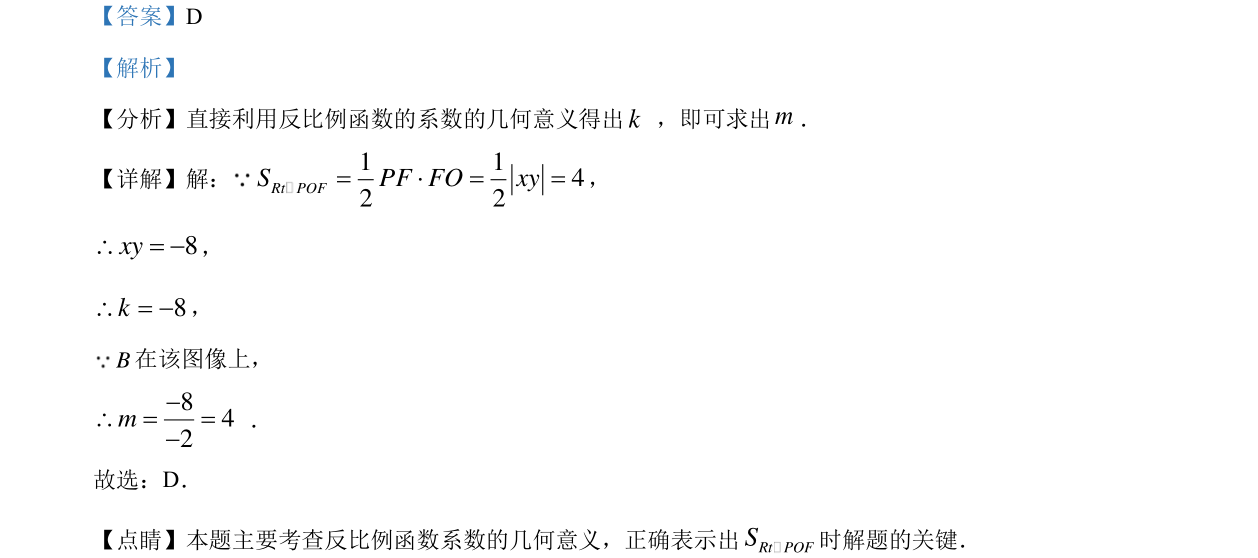 【答案】D
【解析】
【分析】直接利用反比例函数的系数的几何意义得出 k ，即可求出 m .
【详解】解：∵ S_{Rt□POF} = \frac{1}{2} PF · FO = \frac{1}{2} |xy| = 4，
∴ xy = −8，
∴ k = −8，
∵ B 在该图像上，
∴ m = \frac{−8}{−2} = 4 .
故选：D.
【点睛】本题主要考查反比例函数系数的几何意义，正确表示出 S_{Rt□POF} 时解题的关键.